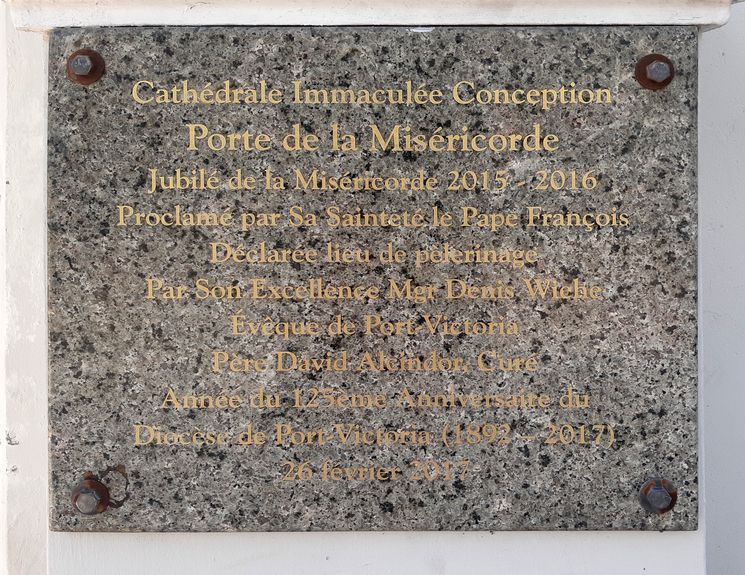 Cathédrale Immaculée Conception
Porte de la Miséricorde
Jubilé de la Miséricorde 2015 - 2016
Proclamé par Sa Sainteté le Pape François
Déclarée lieu de pèlerinage
Par Son Excellence Mgr Denis Wiehe
Évêque de Port Victoria
Père David Alcindor, Curé
Année du 125eme Anniversaire du
Diocèse de Port-Victoria (1892 – 2017)
26 février 2017